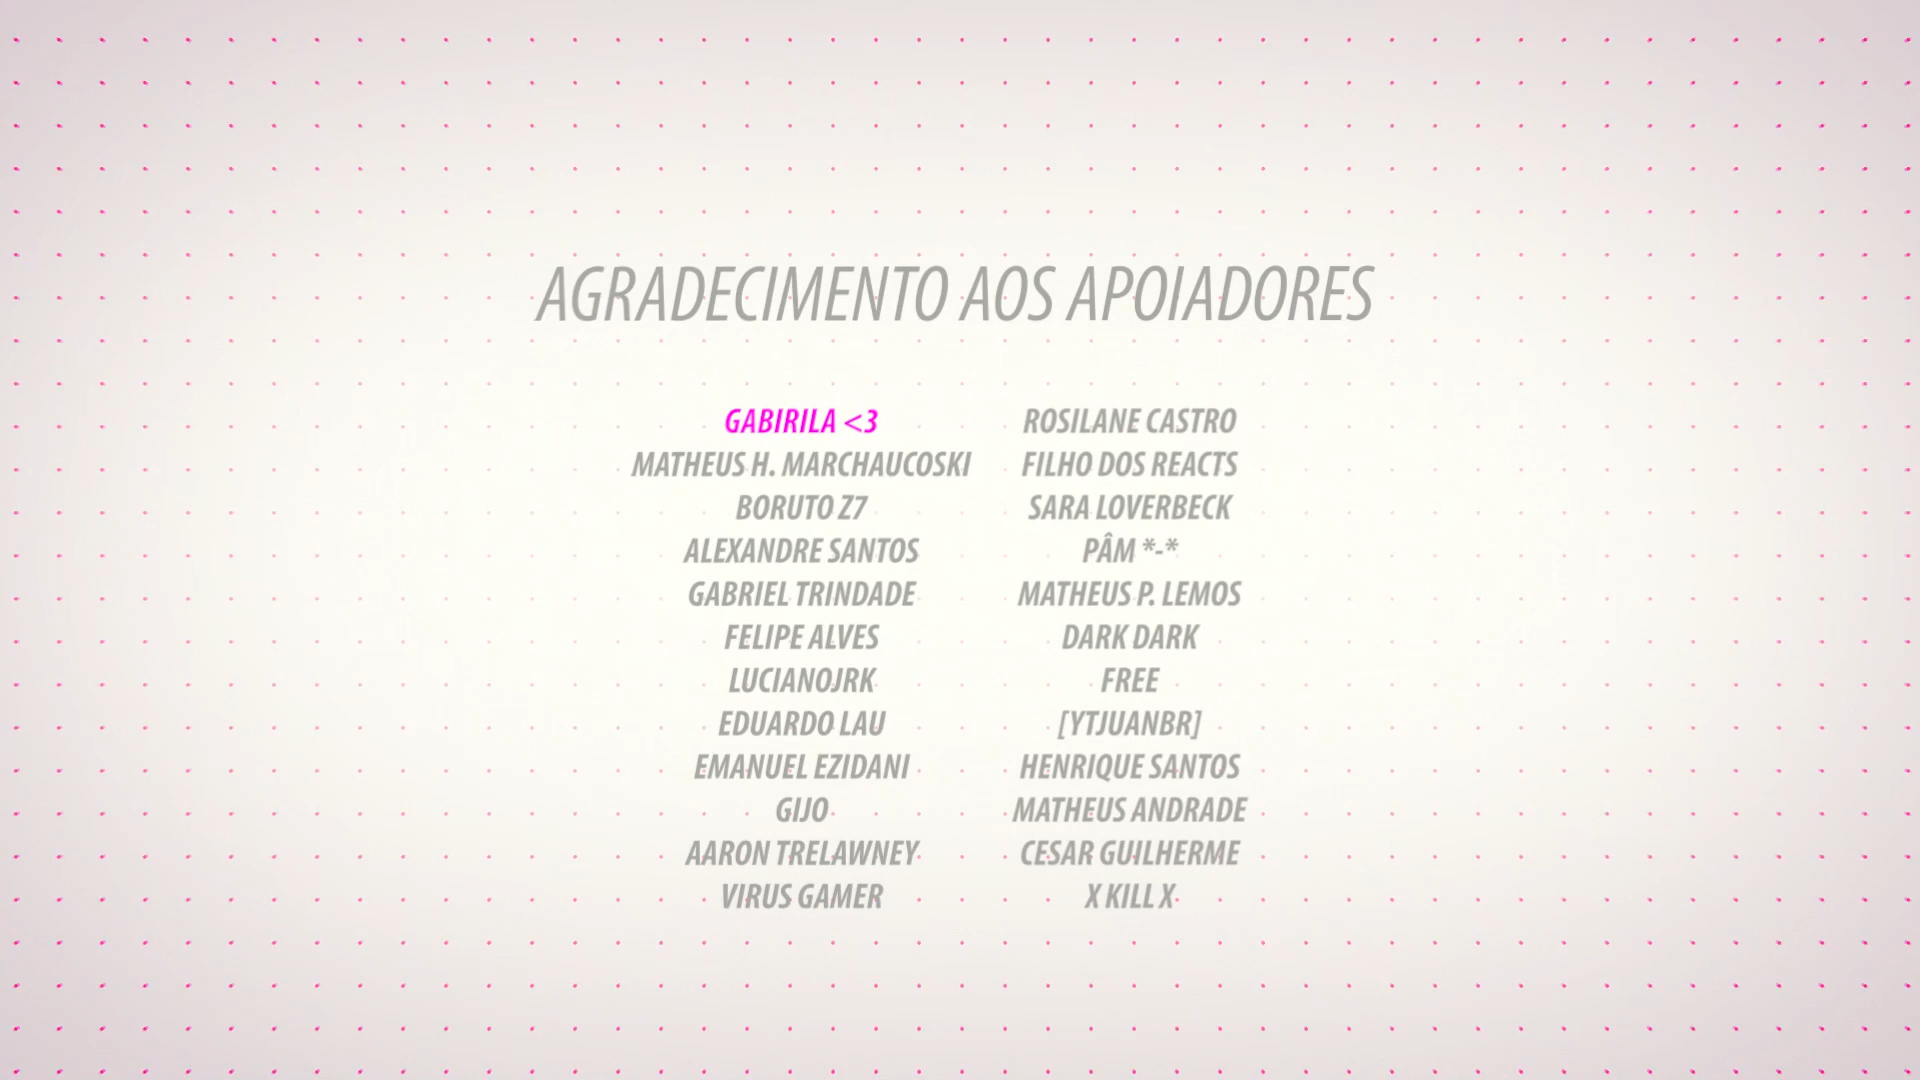 AGRADECIMENTO AOS APOIADORES
GABIRILA <3
MATHEUS H. MARCHAUCOSKI
BORUTO Z7
ALEXANDRE SANTOS
GABRIEL TRINDADE
FELIPE ALVES
LUCIANOJRK
EDUARDO LAU
EMANUEL EZIDANI
GIJO
AARON TRELAWNEY
VIRUS GAMER
ROSILANE CASTRO
FILHO DOS REACTS
SARA LOVERBECK
PÂM *-*
MATHEUS P. LEMOS
DARK DARK
FREE
[YTJUANBR]
HENRIQUE SANTOS
MATHEUS ANDRADE
CESAR GUILHERME
X KILL X